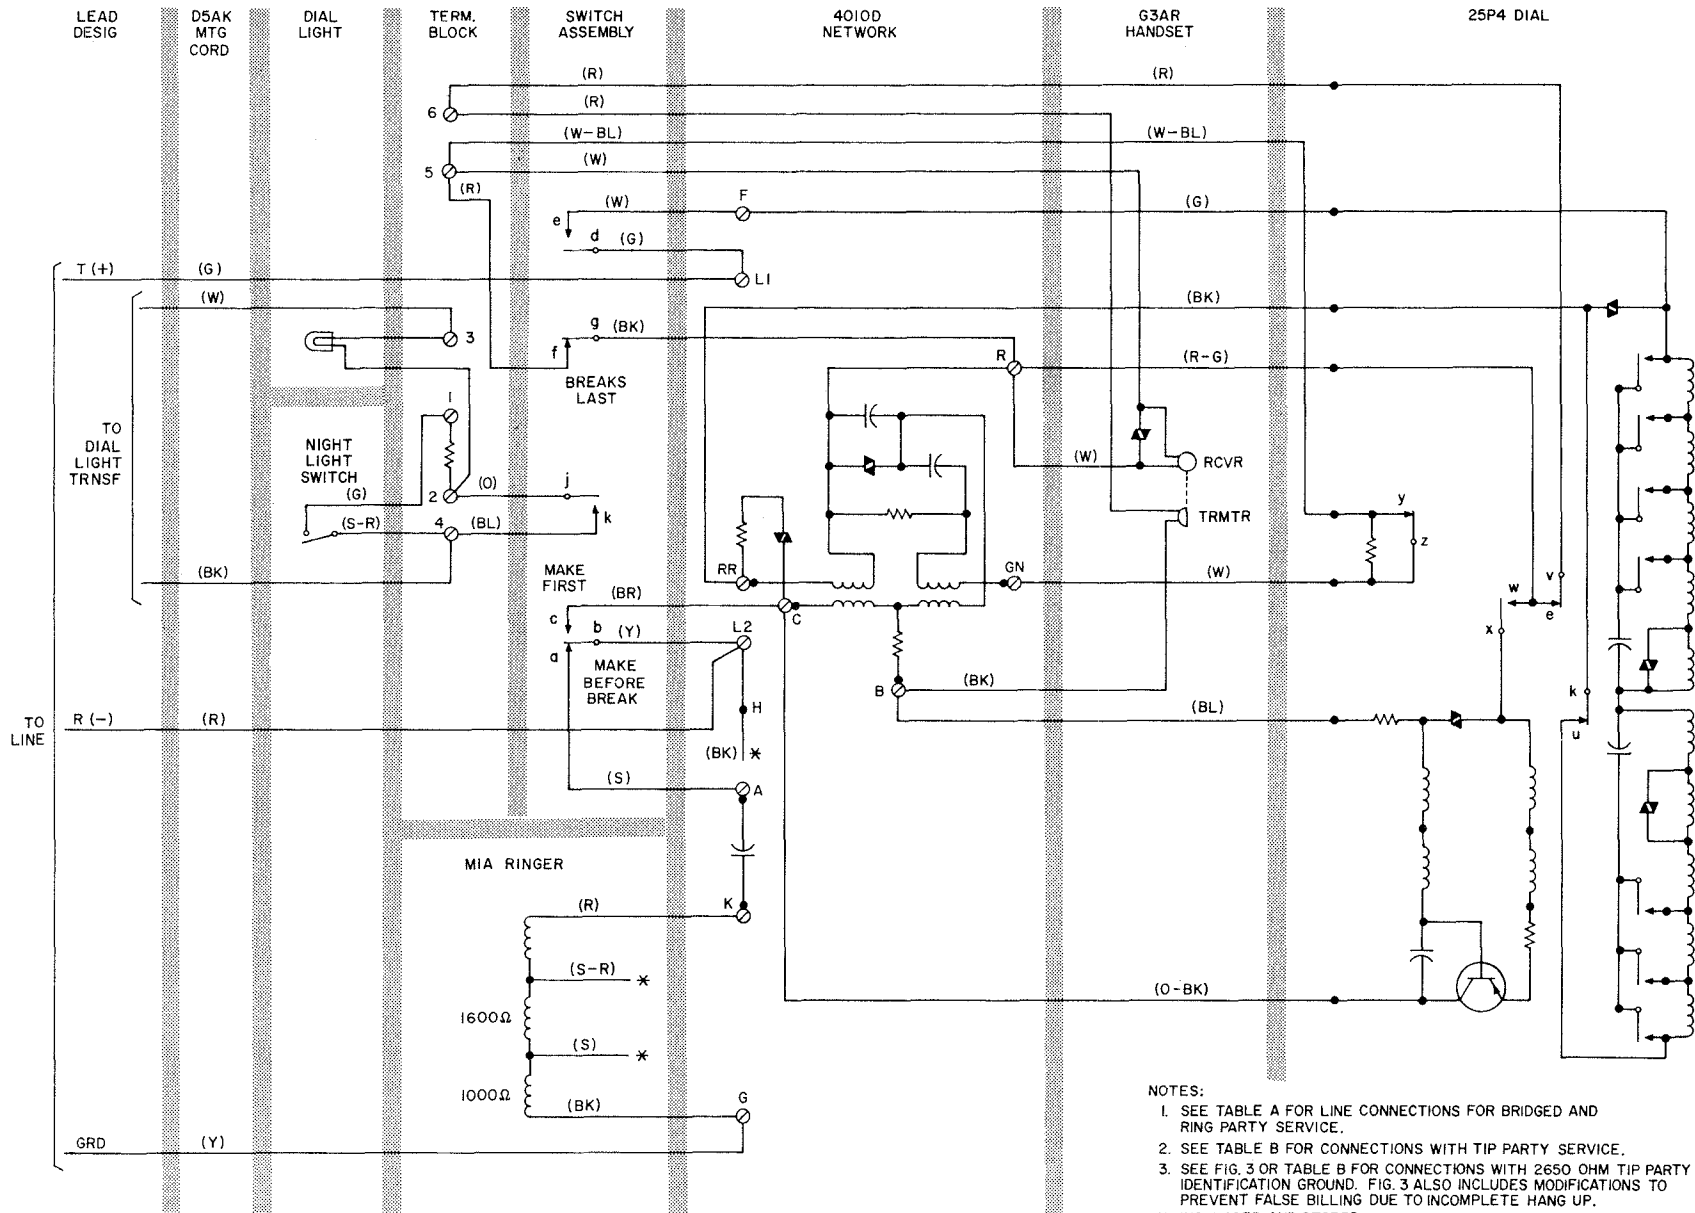 LEAD DESIG
D5AK MTG CORD
DIAL LIGHT
TERM. BLOCK
SWITCH ASSEMBLY
4010D NETWORK
G3AR HANDSET
25P4 DIAL
(R)
(R)
6
(R)
(W-BL)
(W-BL)
5
(W)
(R)
e
(W)
F
(G)
d
(G)
T (+)
(G)
L1
(W)
(BK)
3
g
(BK)
f
R
(R-G)
BREAKS
LAST
1
TO
DIAL
LIGHT
TRNSF
NIGHT
LIGHT
SWITCH
(W)
RCVR
(G)
2
(O)
j
y
(S-R)
4
(BL)
k
TRMTR
z
MAKE
FIRST
(BK)
RR
GN
(W)
v
c
(BR)
C
w
e
a
b
(Y)
L2
x
MAKE
BEFORE
BREAK
B
(BK)
k
TO
LINE
R (-)
(R)
H
(BL)
u
(BK) *
(S)
A
MIA RINGER
(R)
K
(S-R)
*
(O-BK)
1600Ω
(S)
*
1000Ω
(BK)
G
GRD
(Y)
NOTES:
1. SEE TABLE A FOR LINE CONNECTIONS FOR BRIDGED AND
RING PARTY SERVICE.
2. SEE TABLE B FOR CONNECTIONS WITH TIP PARTY SERVICE.
3. SEE FIG. 3 OR TABLE B FOR CONNECTIONS WITH 2650 OHM TIP PARTY
IDENTIFICATION GROUND. FIG. 3 ALSO INCLUDES MODIFICATIONS TO
PREVENT FALSE BILLING DUE TO INCOMPLETE HANG UP.